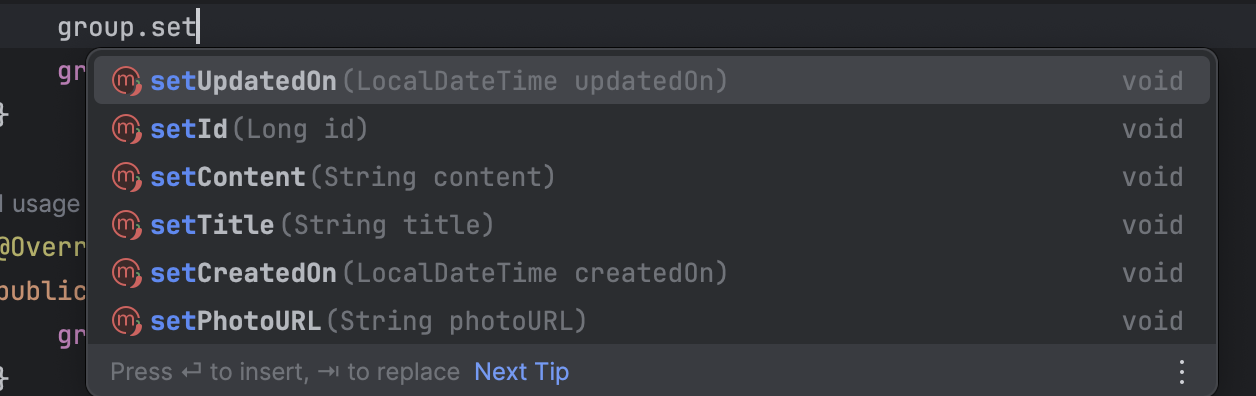 group.set
gr
setUpdatedOn(LocalDateTime updatedOn) void
}
setId(Long id) void
setContent(String content) void
usage
setTitle(String title) void
@Overr
setCreatedOn(LocalDateTime createdOn) void
public
setPhotoURL(String photoURL) void
gr
Press ⏎ to insert, ⇥ to replace Next Tip
}